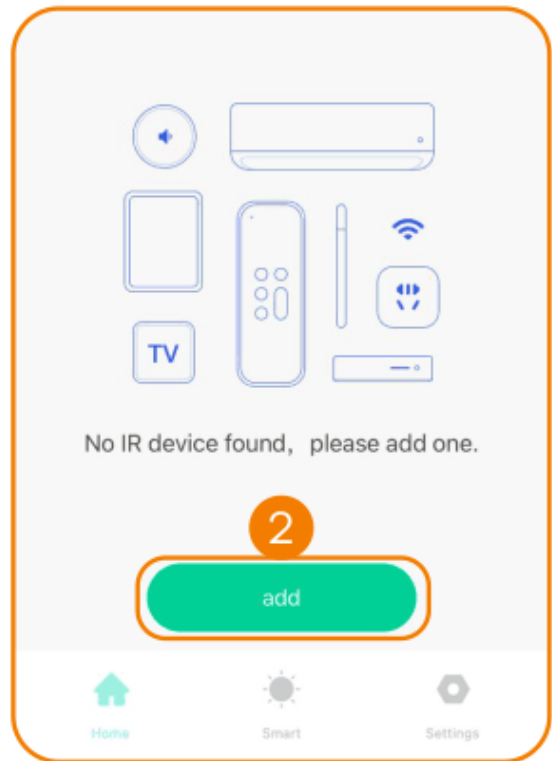 TV
No IR device found, please add one.
2
add
Home
Smart
Settings